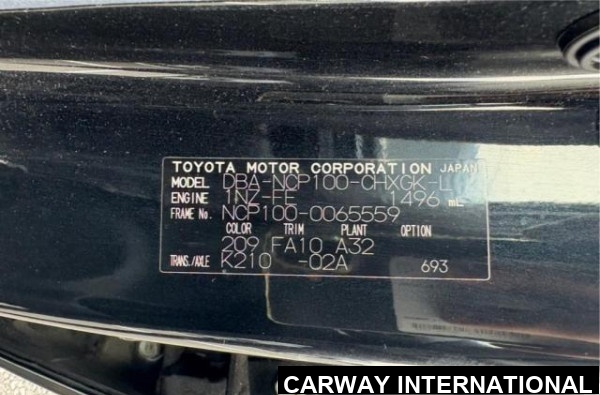 TOYOTA MOTOR CORPORATION JAPAN
MODEL DBA-NCP100-CHXGK-L
ENGINE 1NZ-FE 1496 mL
FRAME No. NCP100-0065559
COLOR TRIM PLANT OPTION
209 FA10 A32
TRANS./AXLE K210 -02A 693
CARWAY INTERNATIONAL